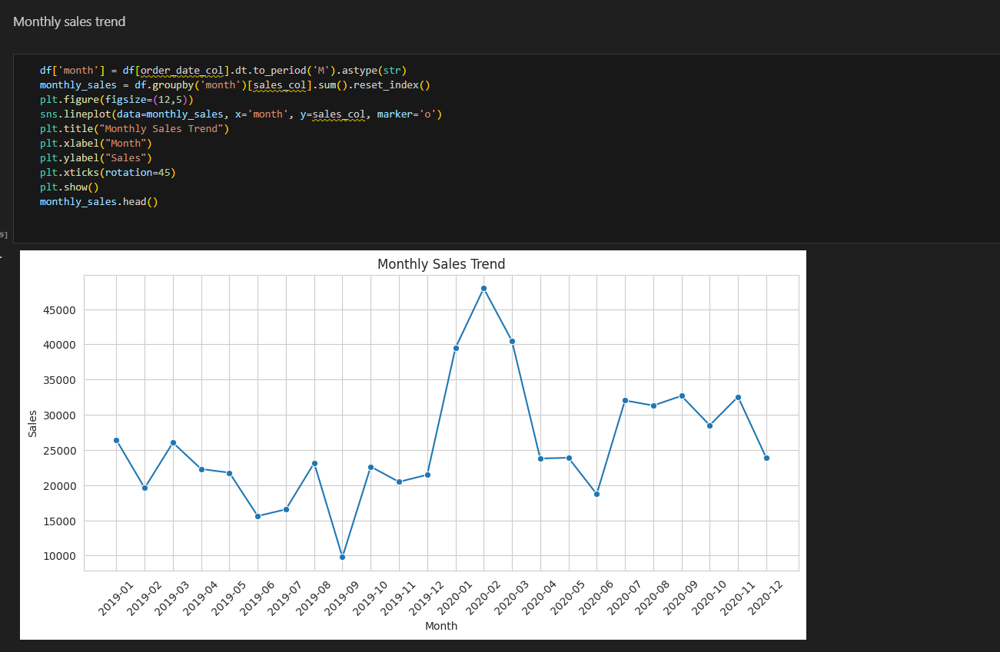 Monthly sales trend
df['month'] = df[order_date_col].dt.to_period('M').astype(str)
monthly_sales = df.groupby('month')[sales_col].sum().reset_index()
plt.figure(figsize=(12,5))
sns.lineplot(data=monthly_sales, x='month', y=sales_col, marker='o')
plt.title("Monthly Sales Trend")
plt.xlabel("Month")
plt.ylabel("Sales")
plt.xticks(rotation=45)
plt.show()
monthly_sales.head()
9]
Monthly Sales Trend
45000
40000
35000
30000
25000
20000
15000
10000
Sales
2019-01
2019-02
2019-03
2019-04
2019-05
2019-06
2019-07
2019-08
2019-09
2019-10
2019-11
2019-12
2020-01
2020-02
2020-03
2020-04
2020-05
2020-06
2020-07
2020-08
2020-09
2020-10
2020-11
2020-12
Month